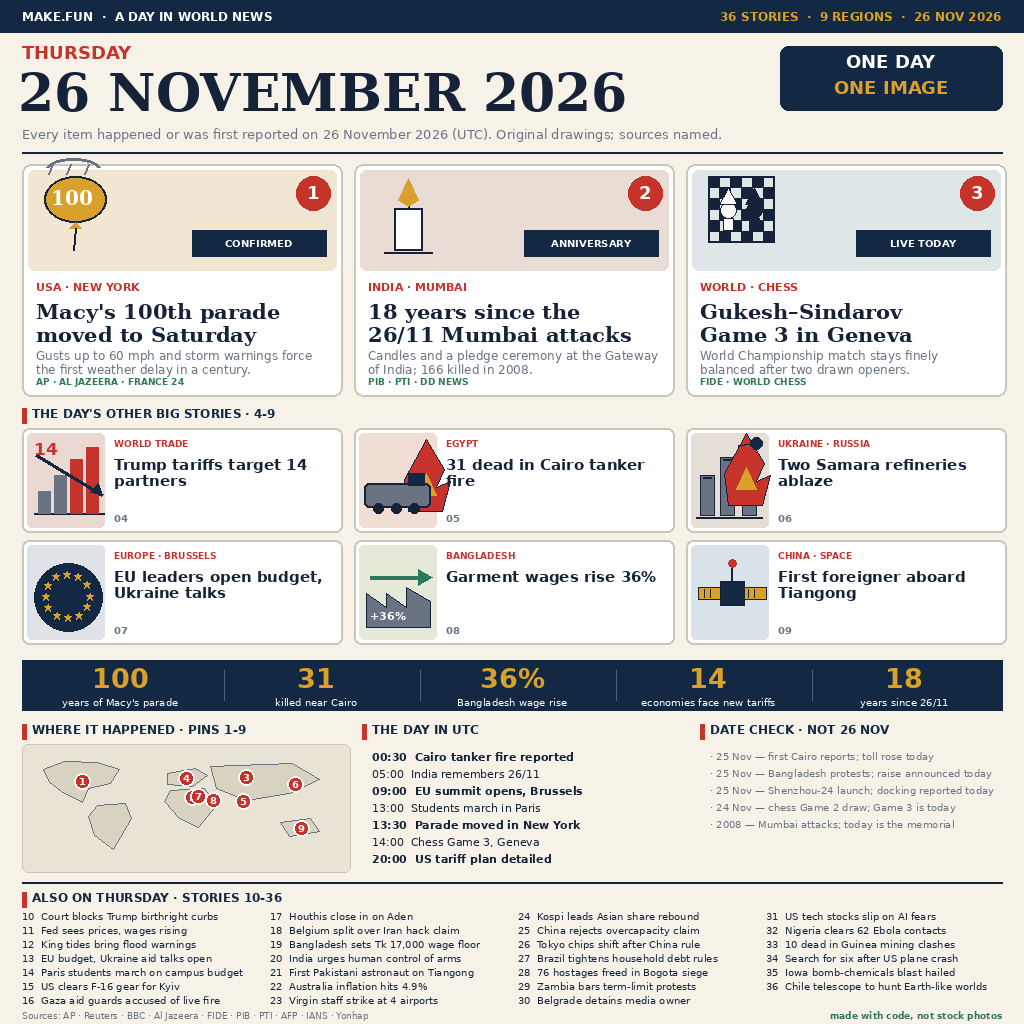 MAKE.FUN · A DAY IN WORLD NEWS
36 STORIES · 9 REGIONS · 26 NOV 2026
THURSDAY
26 NOVEMBER 2026
ONE DAY
ONE IMAGE
Every item happened or was first reported on 26 November 2026 (UTC). Original drawings; sources named.
100
1
CONFIRMED
USA · NEW YORK
Macy's 100th parade
moved to Saturday
Gusts up to 60 mph and storm warnings force
the first weather delay in a century.
AP · AL JAZEERA · FRANCE 24
2
ANNIVERSARY
INDIA · MUMBAI
18 years since the
26/11 Mumbai attacks
Candles and a pledge ceremony at the Gateway
of India; 166 killed in 2008.
PIB · PTI · DD NEWS
3
LIVE TODAY
WORLD · CHESS
Gukesh–Sindarov
Game 3 in Geneva
World Championship match stays finely
balanced after two drawn openers.
FIDE · WORLD CHESS
THE DAY'S OTHER BIG STORIES · 4-9
14
WORLD TRADE
Trump tariffs target 14
partners
04
EGYPT
31 dead in Cairo tanker
fire
05
UKRAINE · RUSSIA
Two Samara refineries
ablaze
06
EUROPE · BRUSSELS
EU leaders open budget,
Ukraine talks
07
+36%
BANGLADESH
Garment wages rise 36%
08
CHINA · SPACE
First foreigner aboard
Tiangong
09
100
years of Macy's parade
31
killed near Cairo
36%
Bangladesh wage rise
14
economies face new tariffs
18
years since 26/11
WHERE IT HAPPENED · PINS 1-9
1
4
3
6
7
8
5
9
THE DAY IN UTC
00:30 Cairo tanker fire reported
05:00 India remembers 26/11
09:00 EU summit opens, Brussels
13:00 Students march in Paris
13:30 Parade moved in New York
14:00 Chess Game 3, Geneva
20:00 US tariff plan detailed
DATE CHECK · NOT 26 NOV
· 25 Nov — first Cairo reports; toll rose today
· 25 Nov — Bangladesh protests; raise announced today
· 25 Nov — Shenzhou-24 launch; docking reported today
· 24 Nov — chess Game 2 draw; Game 3 is today
· 2008 — Mumbai attacks; today is the memorial
ALSO ON THURSDAY · STORIES 10-36
10 Court blocks Trump birthright curbs
11 Fed sees prices, wages rising
12 King tides bring flood warnings
13 EU budget, Ukraine aid talks open
14 Paris students march on campus budget
15 US clears F-16 gear for Kyiv
16 Gaza aid guards accused of live fire
17 Houthis close in on Aden
18 Belgium split over Iran hack claim
19 Bangladesh sets Tk 17,000 wage floor
20 India urges human control of arms
21 First Pakistani astronaut on Tiangong
22 Australia inflation hits 4.9%
23 Virgin staff strike at 4 airports
24 Kospi leads Asian share rebound
25 China rejects overcapacity claim
26 Tokyo chips shift after China rule
27 Brazil tightens household debt rules
28 76 hostages freed in Bogota siege
29 Zambia bars term-limit protests
30 Belgrade detains media owner
31 US tech stocks slip on AI fears
32 Nigeria clears 62 Ebola contacts
33 10 dead in Guinea mining clashes
34 Search for six after US plane crash
35 Iowa bomb-chemicals blast hailed
36 Chile telescope to hunt Earth-like worlds
Sources: AP · Reuters · BBC · Al Jazeera · FIDE · PIB · PTI · AFP · IANS · Yonhap
made with code, not stock photos